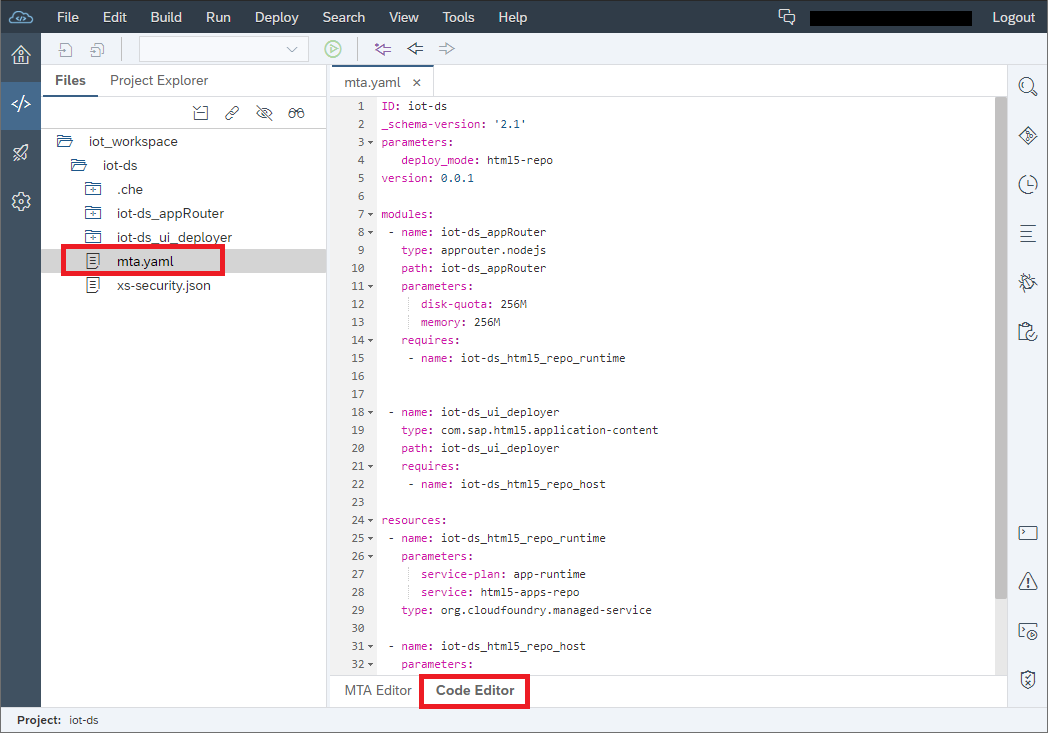 File Edit Build Run Deploy Search View Tools Help Logout
Files Project Explorer
iot_workspace
iot-ds
.che
iot-ds_appRouter
iot-ds_ui_deployer
mta.yaml
xs-security.json
mta.yaml ×
1 ID: iot-ds
2 _schema-version: '2.1'
3 parameters:
4 deploy_mode: html5-repo
5 version: 0.0.1
6
7 modules:
8 - name: iot-ds_appRouter
9 type: approuter.nodejs
10 path: iot-ds_appRouter
11 parameters:
12 disk-quota: 256M
13 memory: 256M
14 requires:
15 - name: iot-ds_html5_repo_runtime
16
17
18 - name: iot-ds_ui_deployer
19 type: com.sap.html5.application-content
20 path: iot-ds_ui_deployer
21 requires:
22 - name: iot-ds_html5_repo_host
23
24 resources:
25 - name: iot-ds_html5_repo_runtime
26 parameters:
27 service-plan: app-runtime
28 service: html5-apps-repo
29 type: org.cloudfoundry.managed-service
30
31 - name: iot-ds_html5_repo_host
32 parameters:
MTA Editor Code Editor
Project: iot-ds